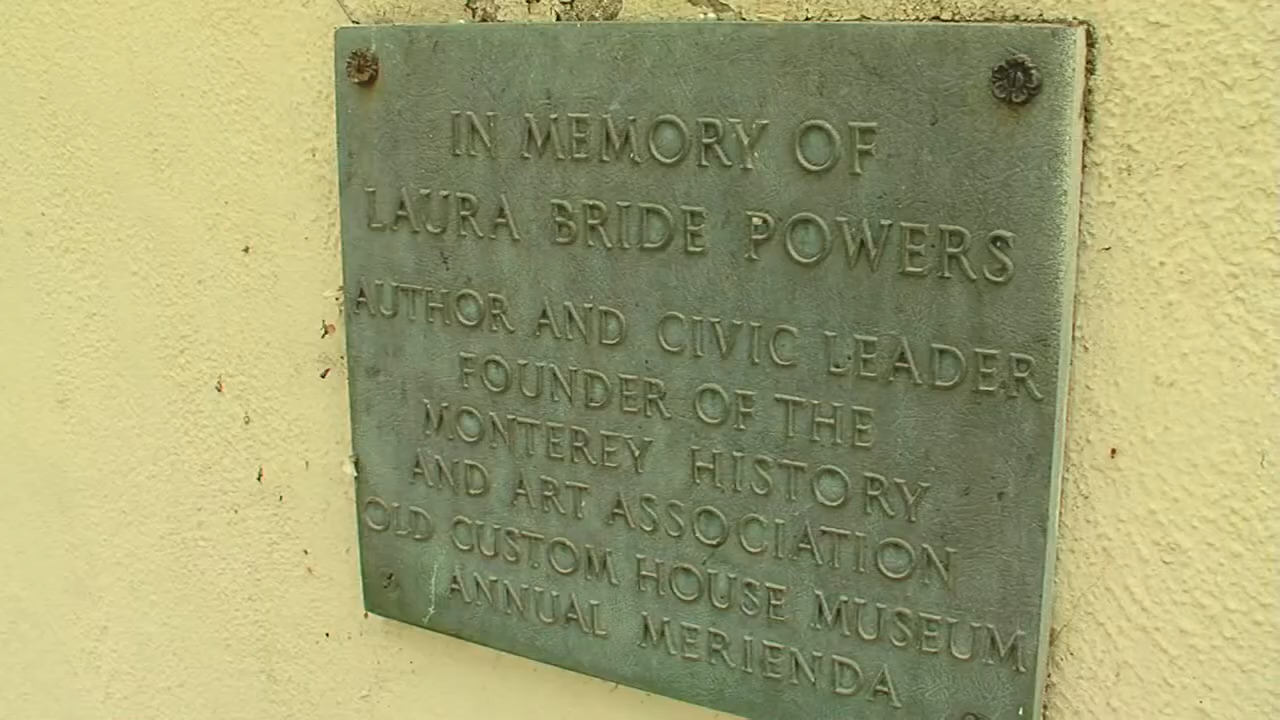 IN MEMORY OF
LAURA BRIDE POWERS
AUTHOR AND CIVIC LEADER
FOUNDER OF THE
MONTEREY HISTORY
AND ART ASSOCIATION
OLD CUSTOM HOUSE MUSEUM
ANNUAL MERIENDA